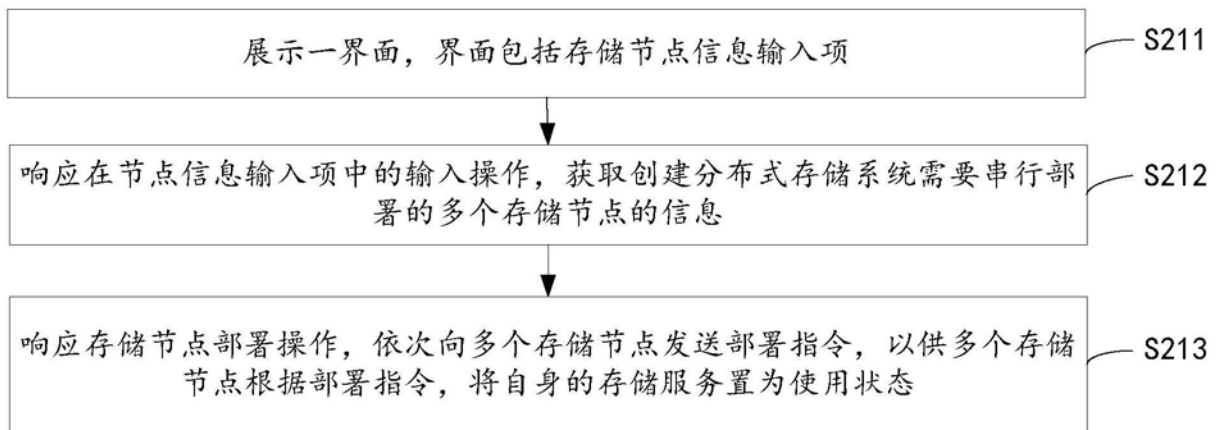 展示一界面，界面包括存储节点信息输入项
S211
响应在节点信息输入项中的输入操作，获取创建分布式存储系统需要串行部
署的多个存储节点的信息
S212
响应存储节点部署操作，依次向多个存储节点发送部署指令，以供多个存储
节点根据部署指令，将自身的存储服务置为使用状态
S213